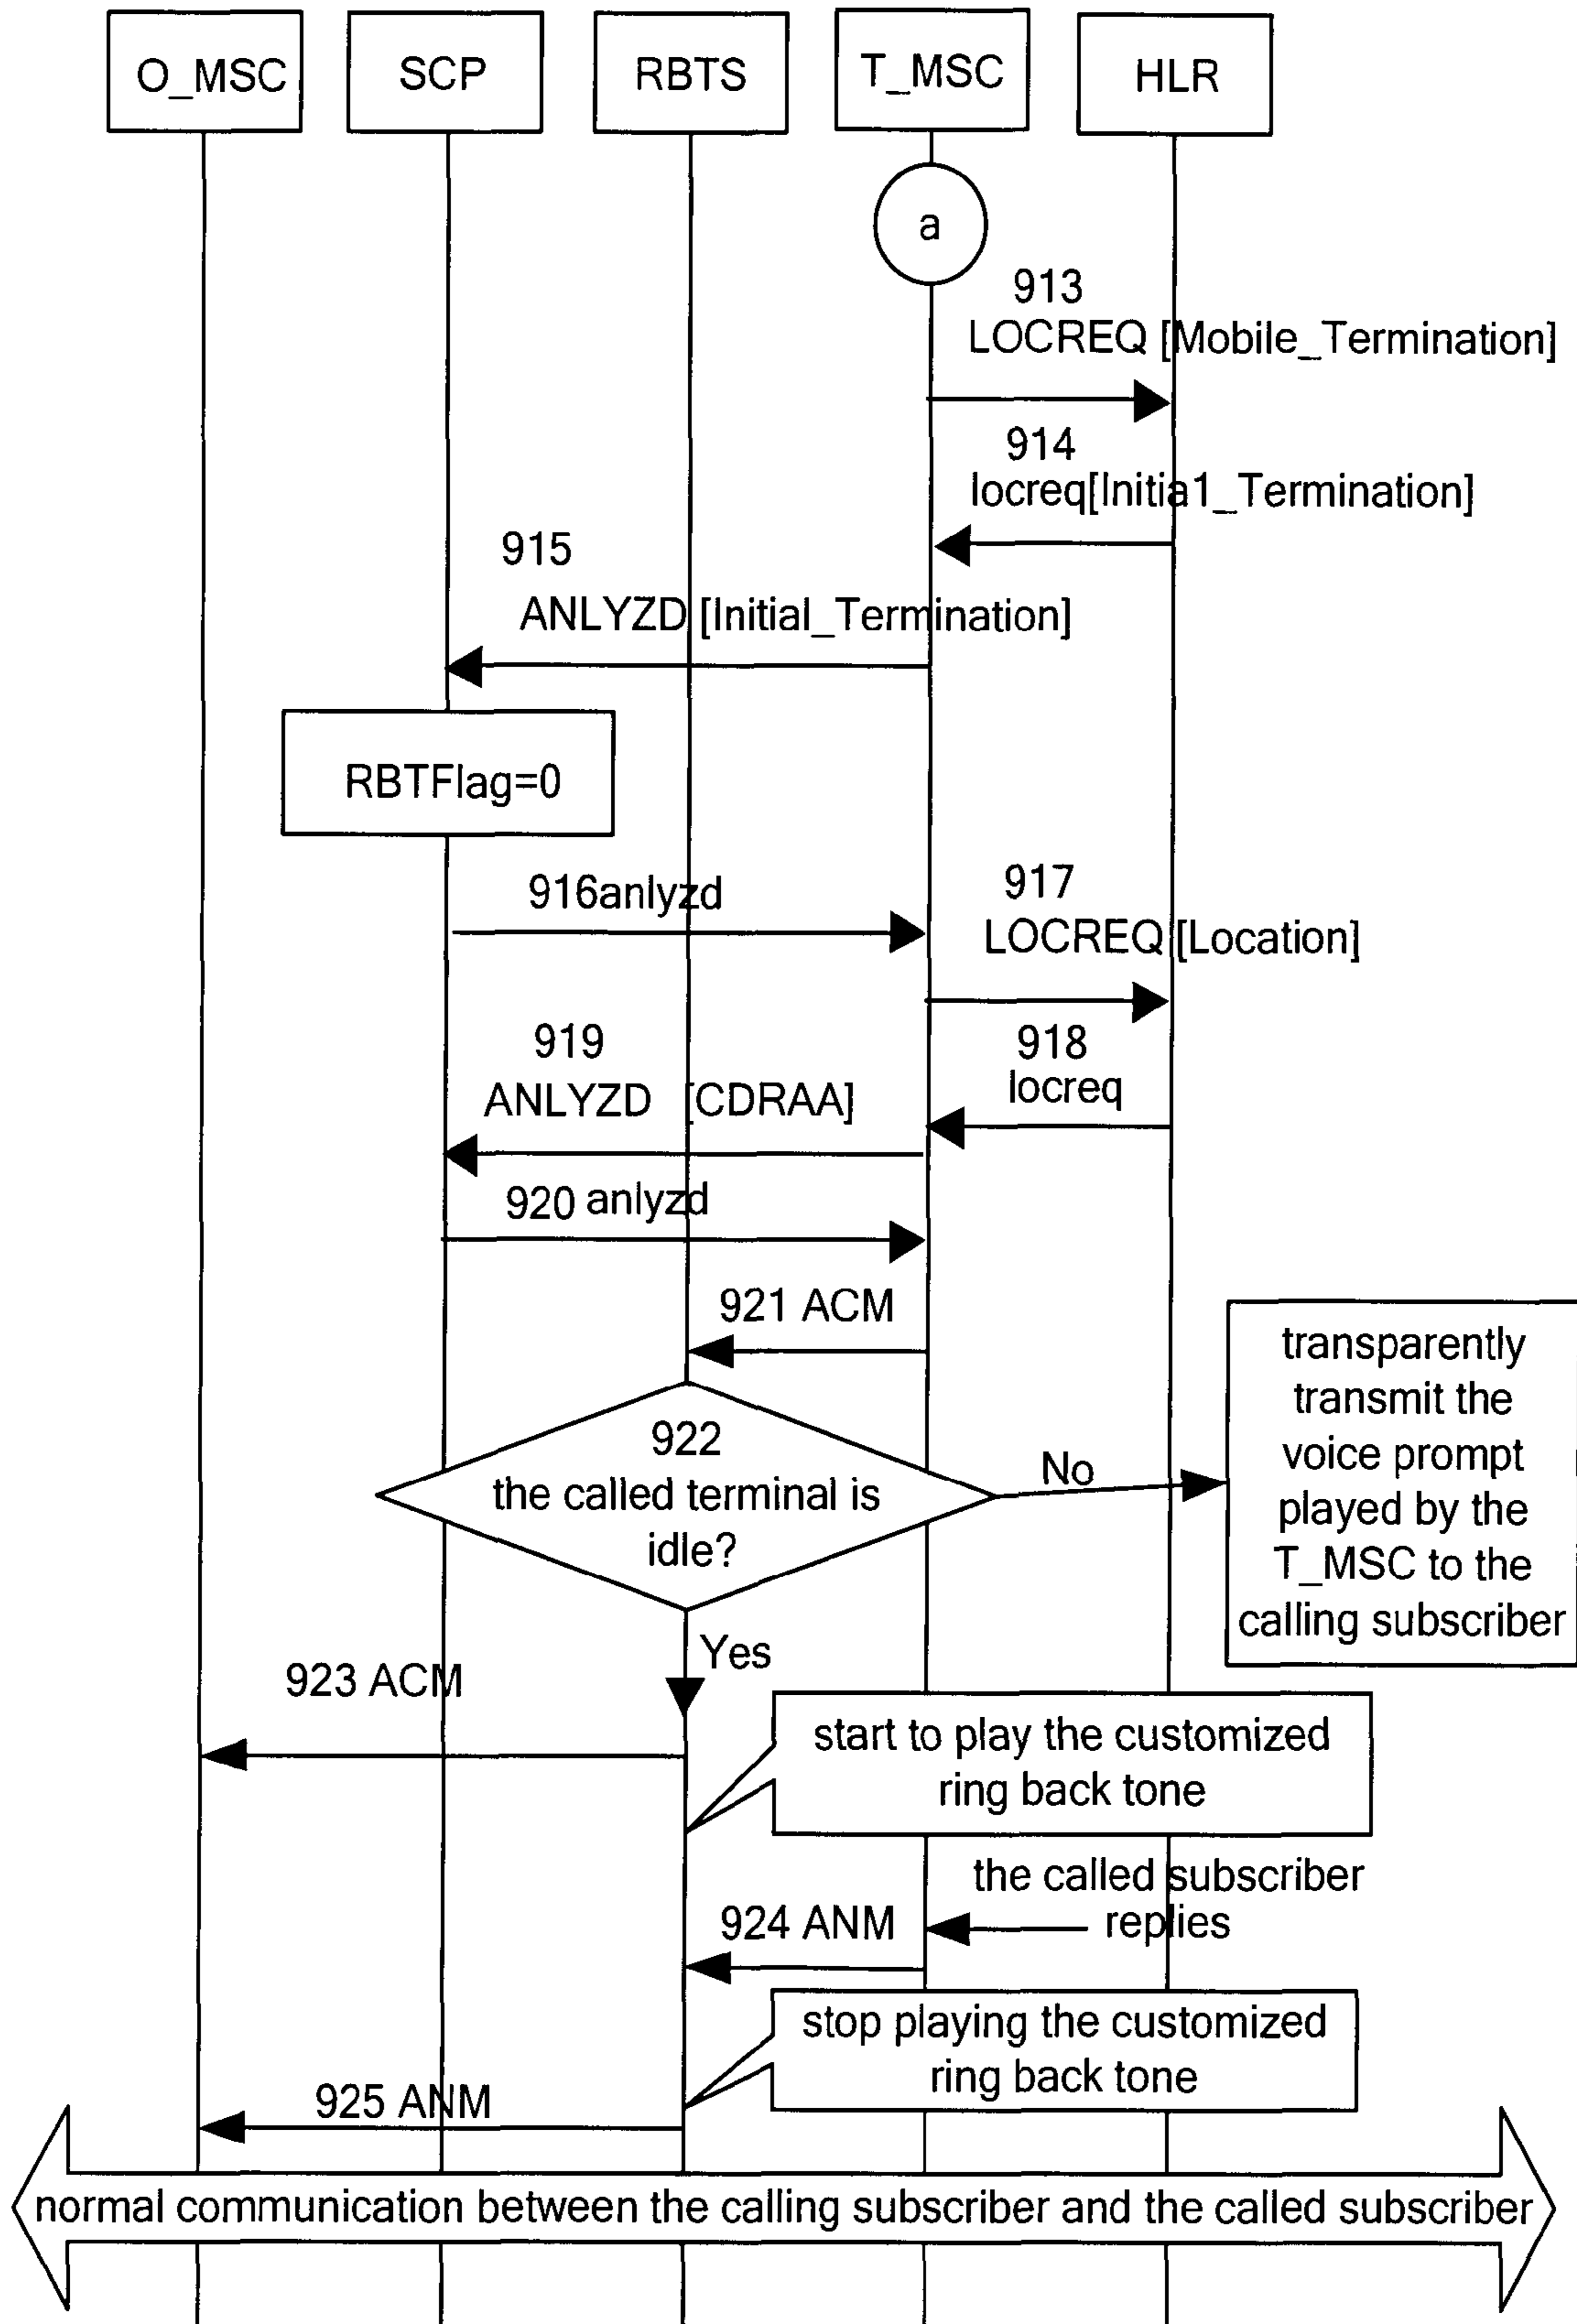 O_MSC
SCP
RBTS
T_MSC
HLR
a
913
LOCREQ [Mobile_Termination]
914
locreq[Initia1_Termination]
915
ANLYZD [Initial_Termination]
RBTFlag=0
916anlyzd
917
LOCREQ [Location]
919
ANLYZD [CDRAA]
918
locreq
920 anlyzd
921 ACM
922
the called terminal is
idle?
No
transparently
transmit the
voice prompt
played by the
T_MSC to the
calling subscriber
Yes
923 ACM
start to play the customized
ring back tone
the called subscriber
replies
924 ANM
stop playing the customized
ring back tone
925 ANM
normal communication between the calling subscriber and the called subscriber